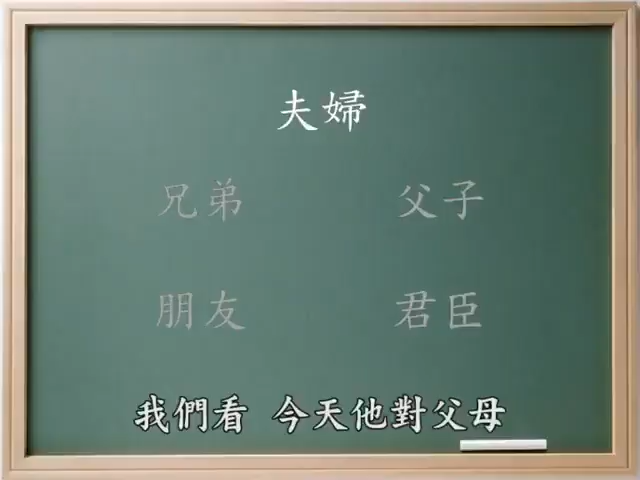 夫婦
兄弟 父子
朋友 君臣
我們看 今天他對父母